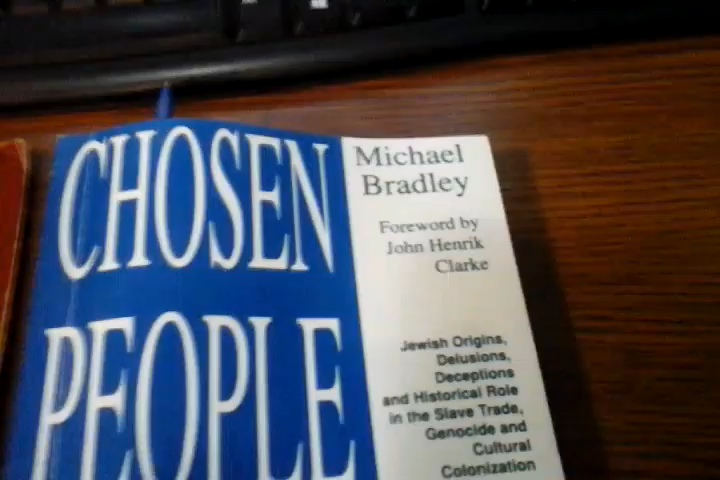 CHOSEN
PEOPLE
Michael
Bradley
Foreword by
John Henrik
Clarke
Jewish Origins,
Delusions,
Deceptions
and Historical Role
in the Slave Trade,
Genocide and
Cultural
Colonization